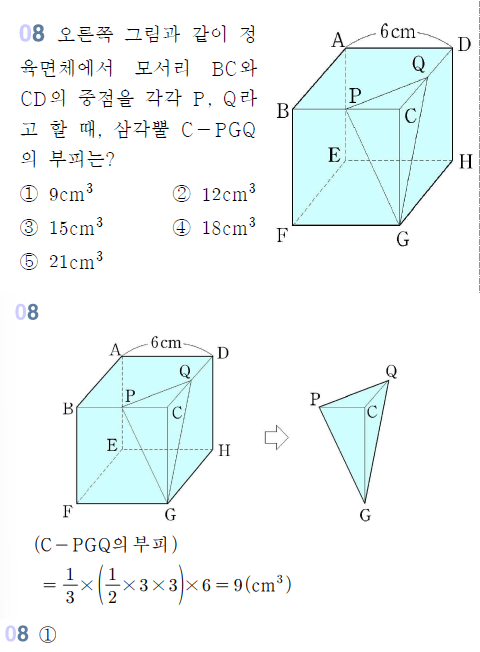 08 오른쪽 그림과 같이 정
육면체에서 모서리 BC와
CD의 중점을 각각 P, Q라
고 할 때, 삼각뿔 C-PGQ
의 부피는?
① 9cm³ ② 12cm³
③ 15cm³ ④ 18cm³
⑤ 21cm³
6cm
A D
Q
P
B C
E H
F G
08
6cm
A D
Q
P
B C
E H
F G
Q
P C
G
(C-PGQ의 부피)
=1/3×(1/2×3×3)×6=9(cm³)
08 ①